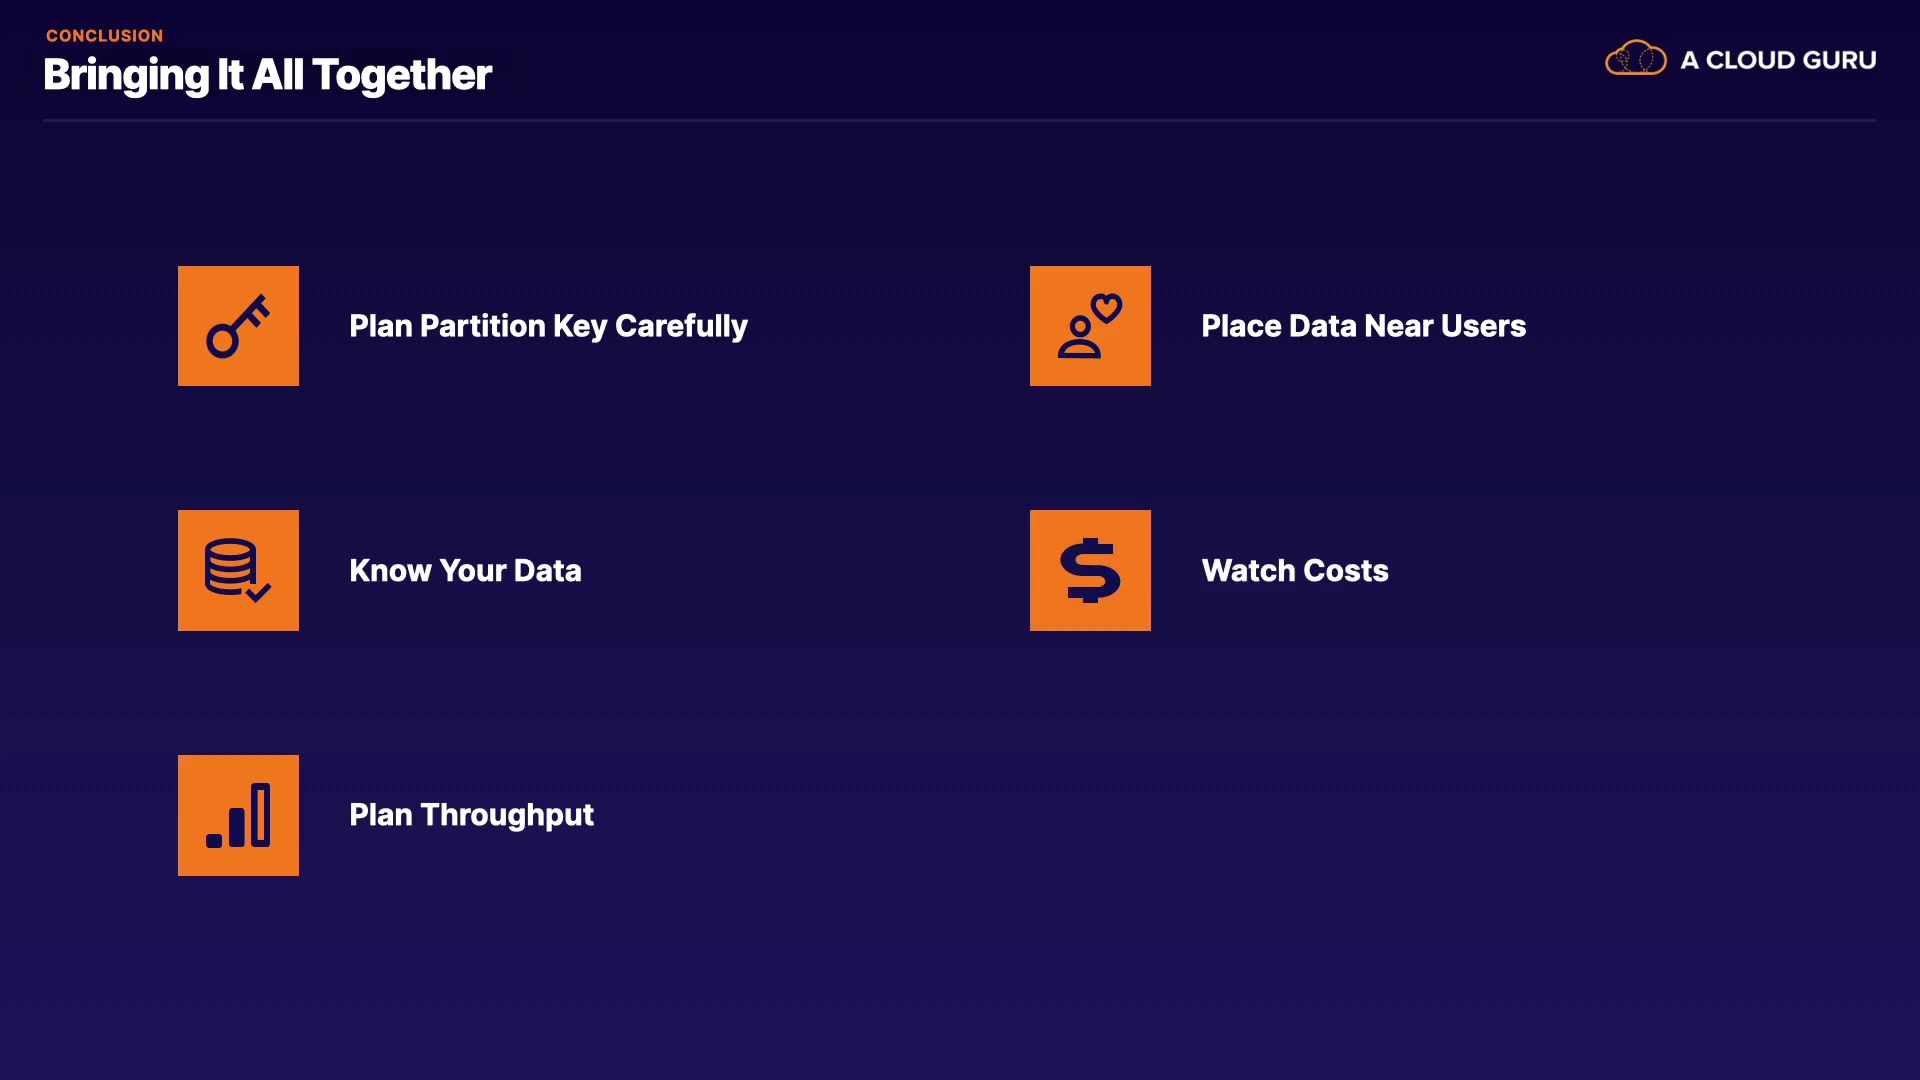 CONCLUSION
Bringing It All Together
A CLOUD GURU
Plan Partition Key Carefully
Place Data Near Users
Know Your Data
Watch Costs
Plan Throughput